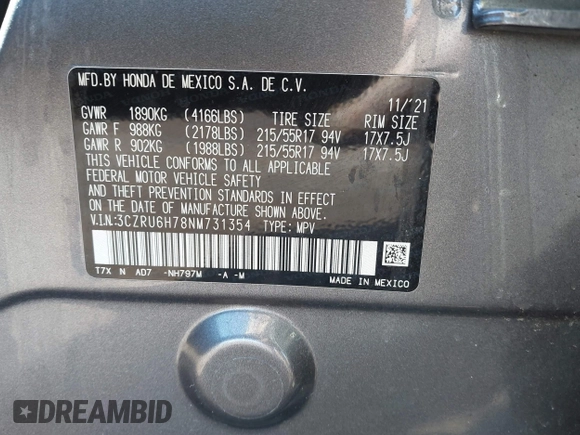 MFD.BY HONDA DE MEXICO S.A. DE C.V.
11/'21
GVWR 1890KG (4166LBS) TIRE SIZE RIM SIZE
GAWR F 988KG (2178LBS) 215/55R17 94V 17X7.5J
GAWR R 902KG (1988LBS) 215/55R17 94V 17X7.5J
THIS VEHICLE CONFORMS TO ALL APPLICABLE
FEDERAL MOTOR VEHICLE SAFETY
AND THEFT PREVENTION STANDARDS IN EFFECT
ON THE DATE OF MANUFACTURE SHOWN ABOVE.
V.I.N:3CZRU6H78NM731354 TYPE: MPV
T7X N AD7 -NH797M -A -M
MADE IN MEXICO
DREAMBID